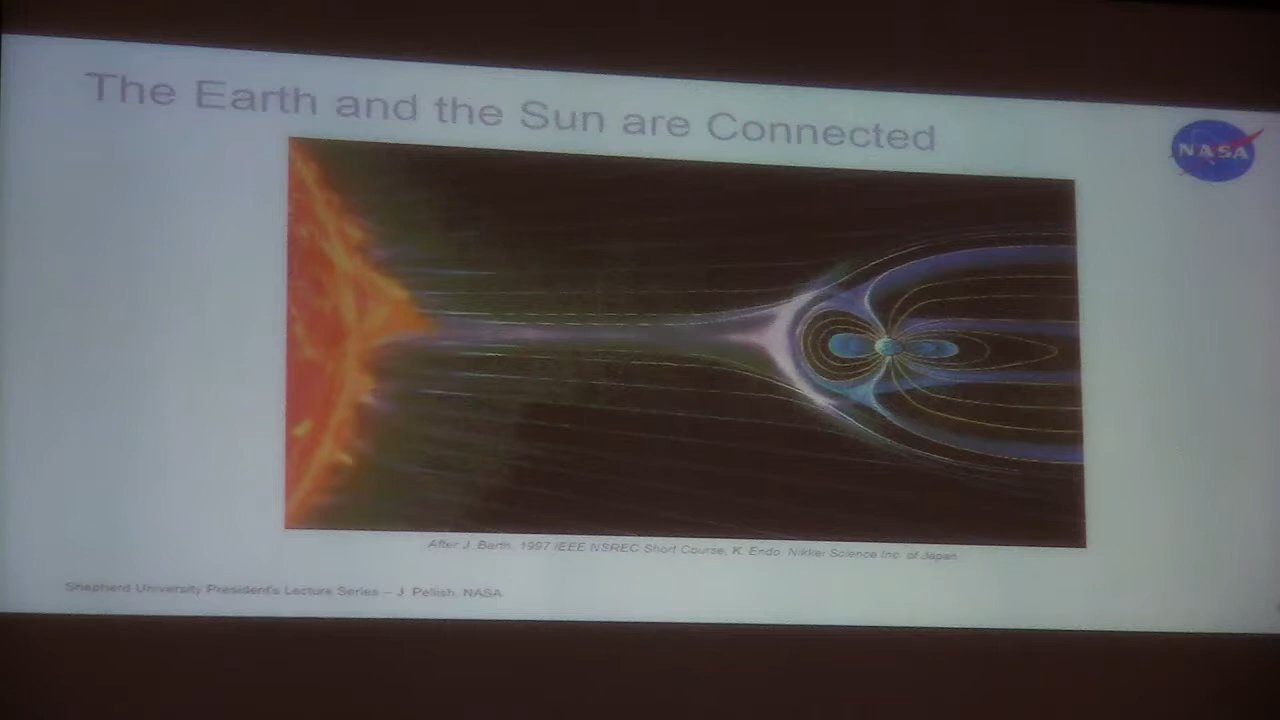 The Earth and the Sun are Connected
NASA
After J. Barth, 1997 IEEE NSREC Short Course, K. Endo, Nikkei Science Inc. of Japan
Shepherd University President's Lecture Series – J. Pellish, NASA